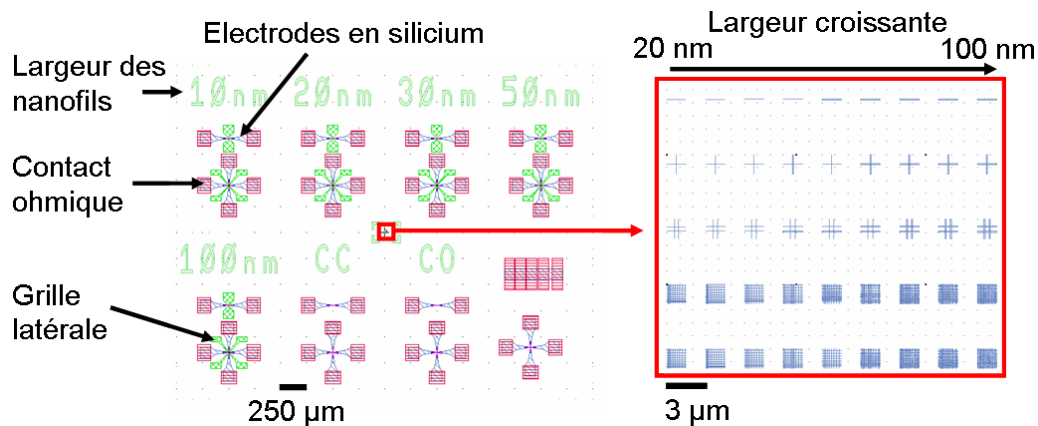 Electrodes en silicium
Largeur des
nanofils
10nm 20nm 30nm 50nm
Contact
ohmique
100nm CC CO
Grille
latérale
250 µm
Largeur croissante
20 nm 100 nm
3 µm